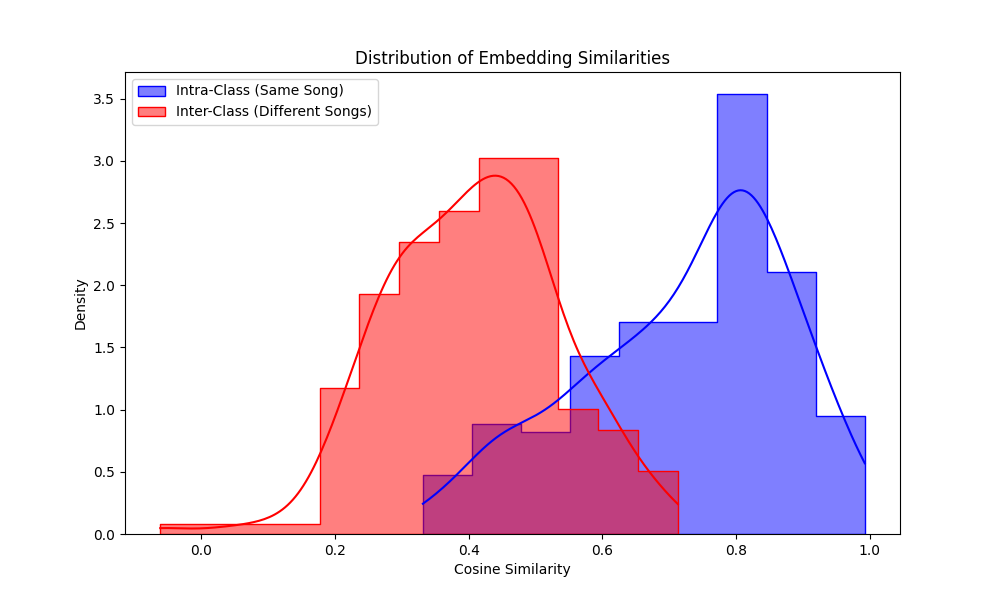 Distribution of Embedding Similarities
Intra-Class (Same Song)
Inter-Class (Different Songs)
3.5
3.0
2.5
2.0
1.5
1.0
0.5
0.0
Density
0.0 0.2 0.4 0.6 0.8 1.0
Cosine Similarity